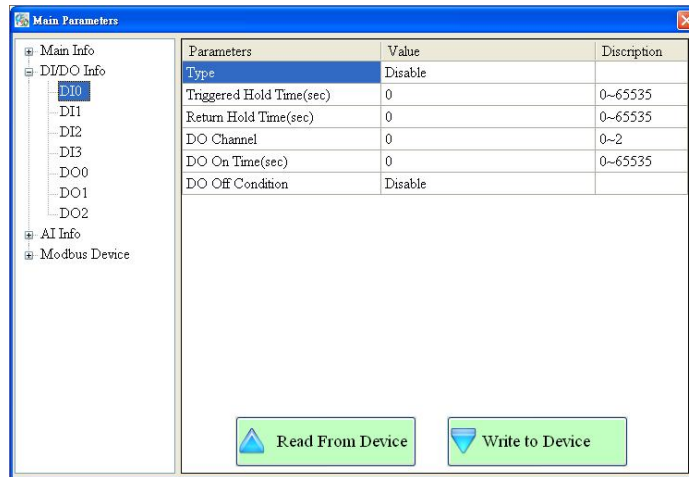 Main Parameters
Main Info
DI/DO Info
DI0
DI1
DI2
DI3
DO0
DO1
DO2
AI Info
Modbus Device
Parameters Value Discription
Type Disable
Triggered Hold Time(sec) 0 0~65535
Return Hold Time(sec) 0 0~65535
DO Channel 0 0~2
DO On Time(sec) 0 0~65535
DO Off Condition Disable
Read From Device
Write to Device